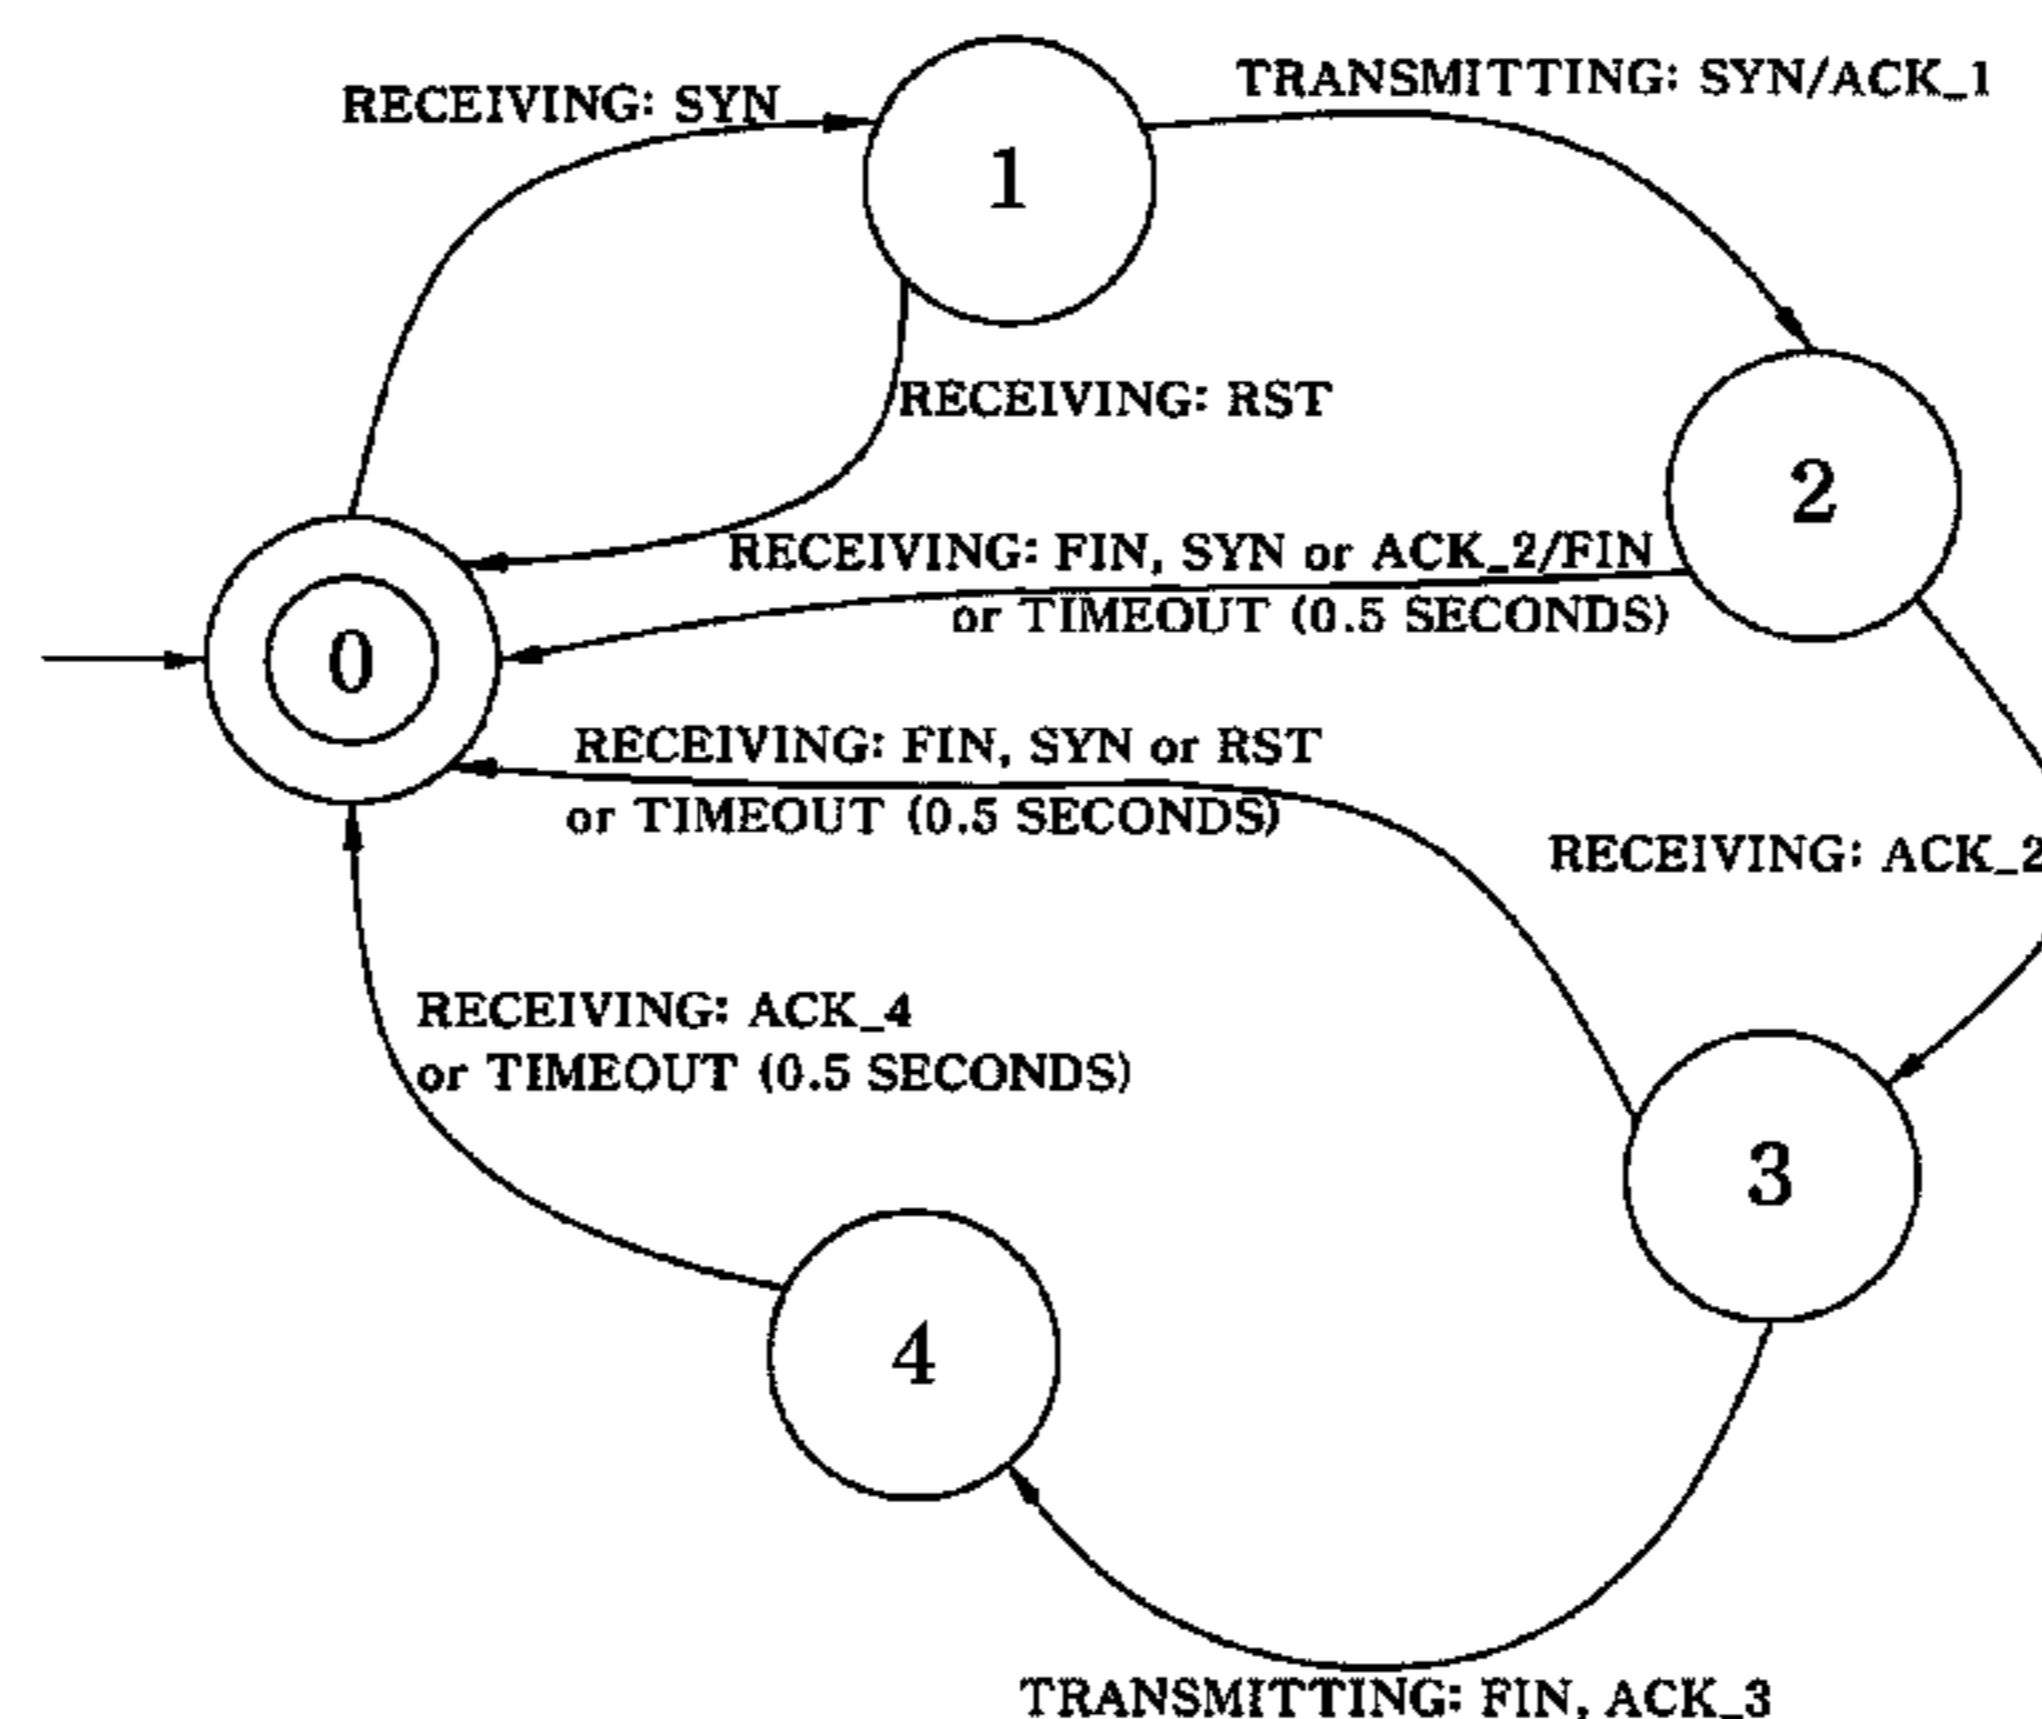 RECEIVING: SYN
TRANSMITTING: SYN/ACK_1
1
RECEIVING: RST
2
RECEIVING: FIN, SYN or ACK_2/FIN
or TIMEOUT (0.5 SECONDS)
0
RECEIVING: FIN, SYN or RST
or TIMEOUT (0.5 SECONDS)
RECEIVING: ACK_2
RECEIVING: ACK_4
or TIMEOUT (0.5 SECONDS)
3
4
TRANSMITTING: FIN, ACK_3